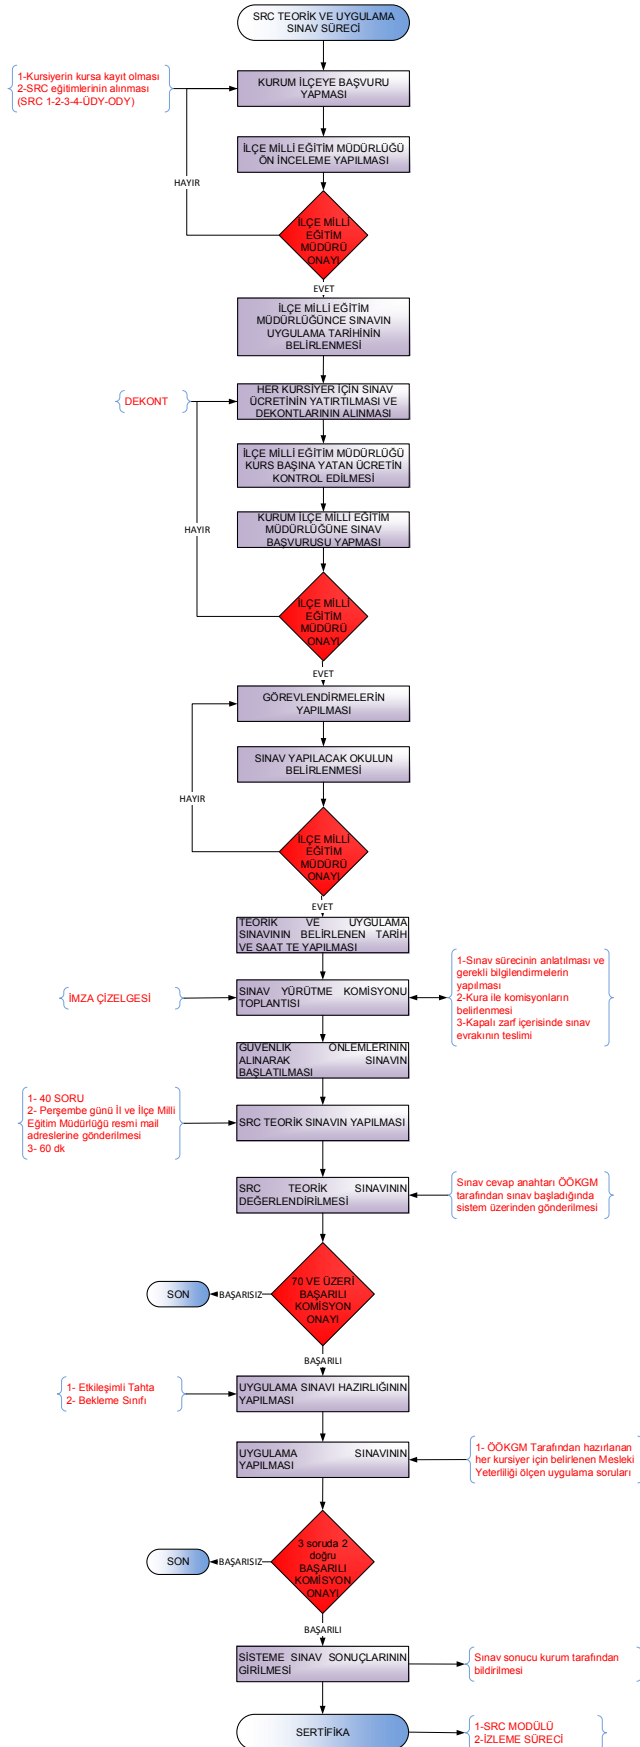 SRC TEORİK VE UYGULAMA
SINAV SÜRECİ
1-Kursiyerin kursa kayıt olması
2-SRC eğitimlerinin alınması
(SRC 1-2-3-4-ÜDY-ODY)
KURUM İLÇEYE BAŞVURU
YAPMASI
İLÇE MİLLİ EĞİTİM MÜDÜRLÜĞÜ
ÖN İNCELEME YAPILMASI
HAYIR
İLÇE MİLLİ
EĞİTİM
MÜDÜRÜ
ONAYI
EVET
İLÇE MİLLİ EĞİTİM
MÜDÜRLÜĞÜNCE SINAVIN
UYGULAMA TARİHİNİN
BELİRLENMESİ
DEKONT
HER KURSİYER İÇİN SINAV
ÜCRETİNİN YATIRTILMASI VE
DEKONTLARININ ALINMASI
İLÇE MİLLİ EĞİTİM MÜDÜRLÜĞÜ
KURS BAŞINA YATAN ÜCRETİN
KONTROL EDİLMESİ
HAYIR
KURUM İLÇE MİLLİ EĞİTİM
MÜDÜRLÜĞÜNE SINAV
BAŞVURUSU YAPMASI
İLÇE MİLLİ
EĞİTİM
MÜDÜRÜ
ONAYI
EVET
GÖREVLENDİRMELERİN
YAPILMASI
SINAV YAPILACAK OKULUN
BELİRLENMESİ
HAYIR
İLÇE MİLLİ
EĞİTİM
MÜDÜRÜ
ONAYI
EVET
TEORİK VE UYGULAMA
SINAVININ BELİRLENEN TARİH
VE SAAT TE YAPILMASI
İMZA ÇİZELGESİ
SINAV YÜRÜTME KOMİSYONU
TOPLANTISI
1-Sınav sürecinin anlatılması ve
gerekli bilgilendirmelerin
yapılması
2-Kura ile komisyonların
belirlenmesi
3-Kapalı zarf içerisinde sınav
evrakının teslimi
GÜVENLİK ÖNLEMLERİNİN
ALINARAK SINAVIN
BAŞLATILMASI
1- 40 SORU
2- Perşembe günü İl ve İlçe Milli
Eğitim Müdürlüğü resmi mail
adreslerine gönderilmesi
3- 60 dk
SRC TEORİK SINAVIN YAPILMASI
SRC TEORİK SINAVININ
DEĞERLENDİRİLMESİ
Sınav cevap anahtarı ÖÖKGM
tarafından sınav başladığında
sistem üzerinden gönderilmesi
70 VE ÜZERİ
BAŞARILI
KOMİSYON
ONAYI
BAŞARISIZ
SON
BAŞARILI
1- Etkileşimli Tahta
2- Bekleme Sınıfı
UYGULAMA SINAVI HAZIRLIĞININ
YAPILMASI
UYGULAMA SINAVININ
YAPILMASI
1- ÖÖKGM Tarafından hazırlanan
her kursiyer için belirlenen Mesleki
Yeterliliği ölçen uygulama soruları
3 soruda 2
doğru
BAŞARILI
KOMİSYON
ONAYI
BAŞARISIZ
SON
BAŞARILI
SİSTEME SINAV SONUÇLARININ
GİRİLMESİ
Sınav sonucu kurum tarafından
bildirilmesi
SERTİFİKA
1-SRC MODÜLÜ
2-İZLEME SÜRECİ